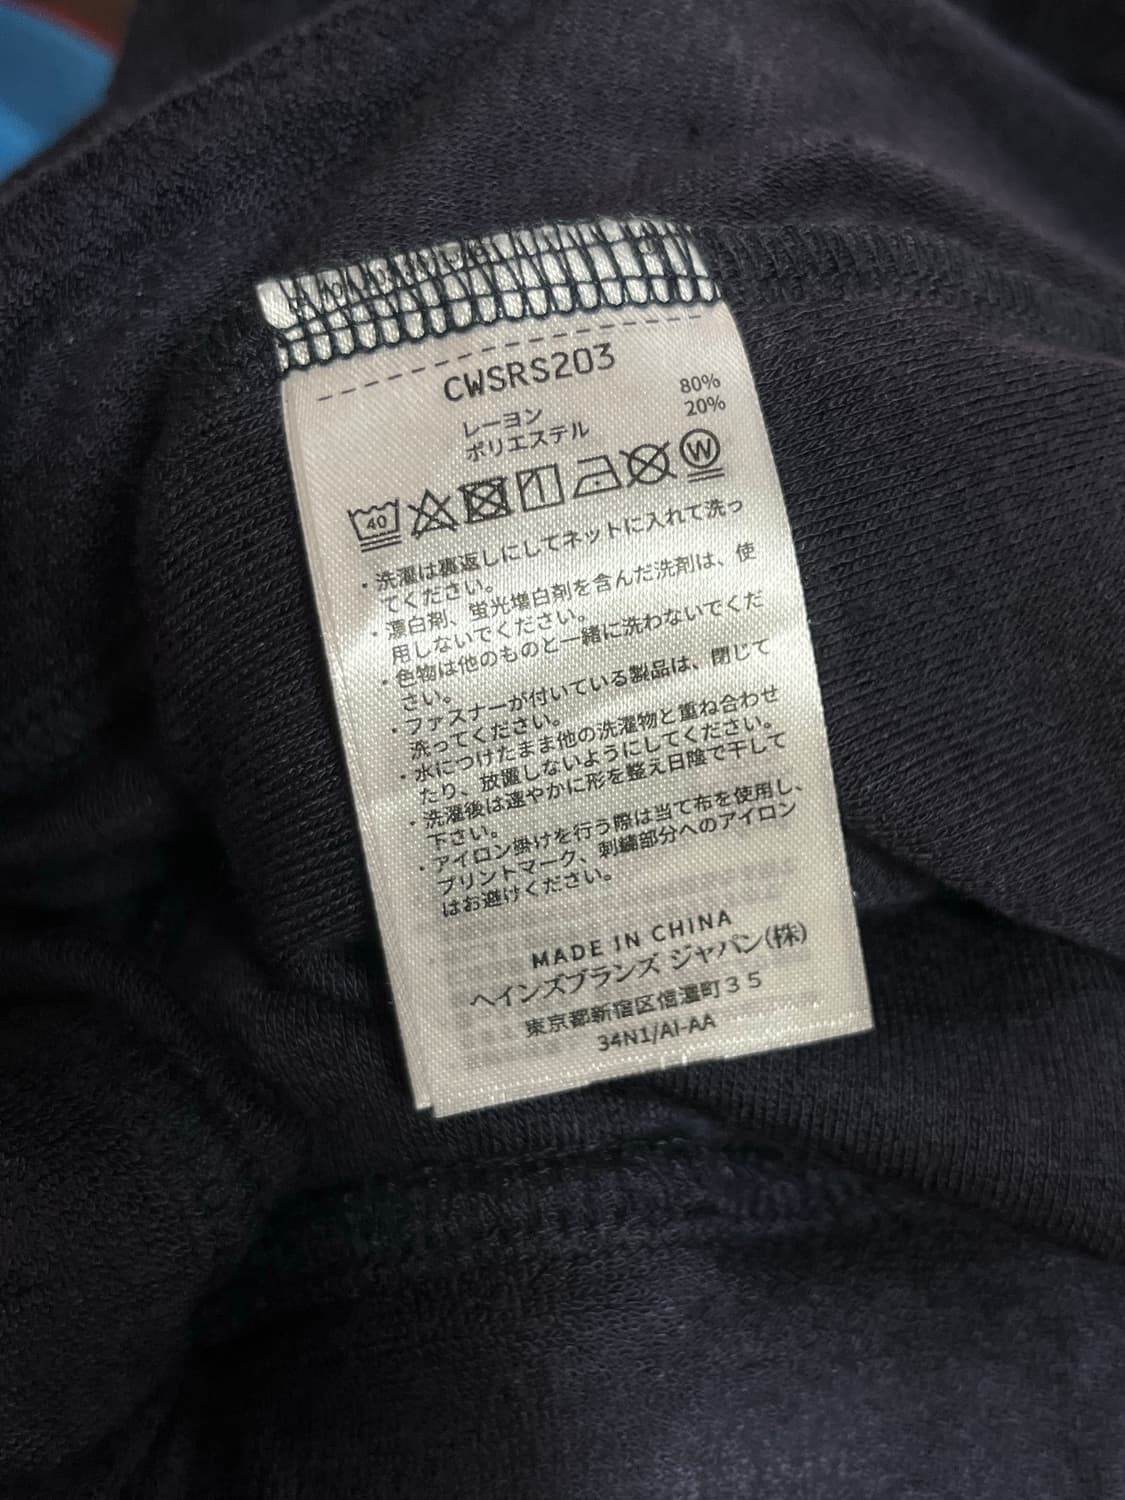 CWSRS203
レーヨン 80%
ポリエステル 20%
40 W
・洗濯は裏返しにしてネットに入れて洗っ
てください。
・漂白剤、蛍光増白剤を含んだ洗剤は、使
用しないでください。
・色物は他のものと一緒に洗わないでくだ
さい。
・ファスナーが付いている製品は、閉じて
洗ってください。
・水につけたまま他の洗濯物と重ね合わせ
たり、放置しないようにしてください。
・洗濯後は速やかに形を整え日陰で干して
下さい。
・アイロン掛けを行う際は当て布を使用し、
プリントマーク、刺繍部分へのアイロン
はお避けください。
MADE IN CHINA
ヘインズブランズ ジャパン(株)
東京都新宿区信濃町３５
34N1/AI-AA